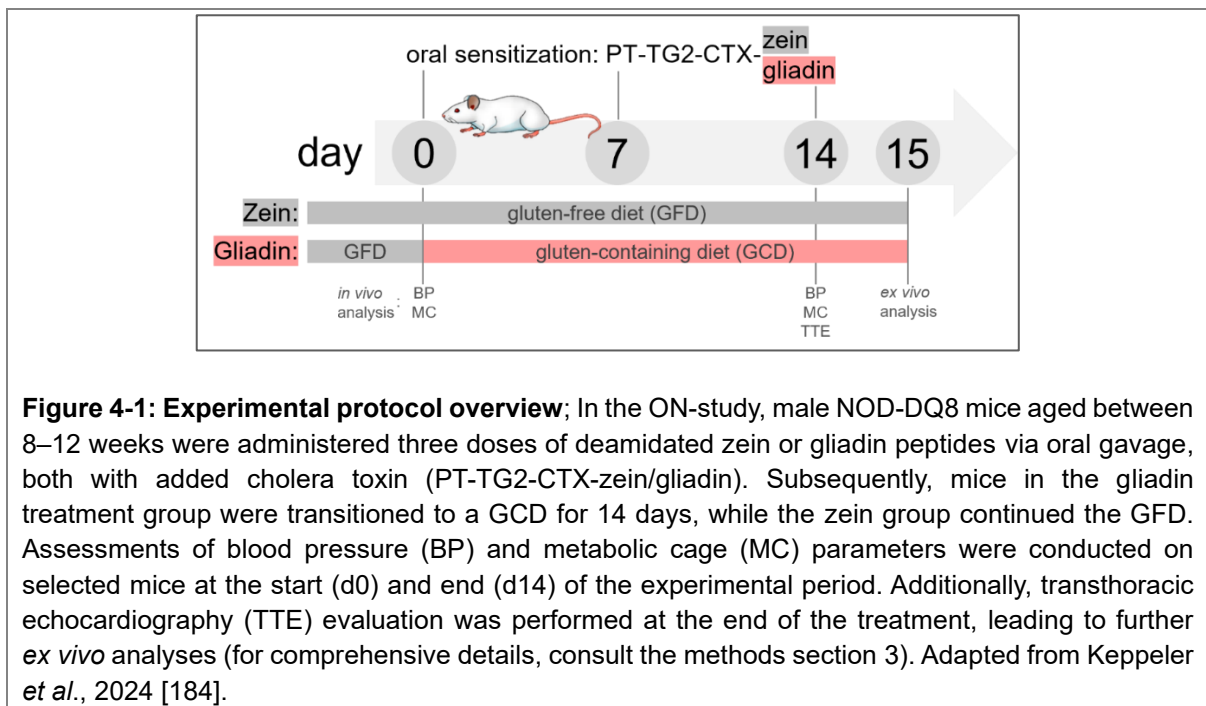 oral sensitization: PT-TG2-CTX-zein
gliadin
day 0 7 14 15
Zein: gluten-free diet (GFD)
Gliadin: GFD gluten-containing diet (GCD)
in vivo analysis : BP MC
BP MC TTE
ex vivo analysis
Figure 4-1: Experimental protocol overview; In the ON-study, male NOD-DQ8 mice aged between
8–12 weeks were administered three doses of deamidated zein or gliadin peptides via oral gavage,
both with added cholera toxin (PT-TG2-CTX-zein/gliadin). Subsequently, mice in the gliadin
treatment group were transitioned to a GCD for 14 days, while the zein group continued the GFD.
Assessments of blood pressure (BP) and metabolic cage (MC) parameters were conducted on
selected mice at the start (d0) and end (d14) of the experimental period. Additionally, transthoracic
echocardiography (TTE) evaluation was performed at the end of the treatment, leading to further
ex vivo analyses (for comprehensive details, consult the methods section 3). Adapted from Keppeler
et al., 2024 [184].